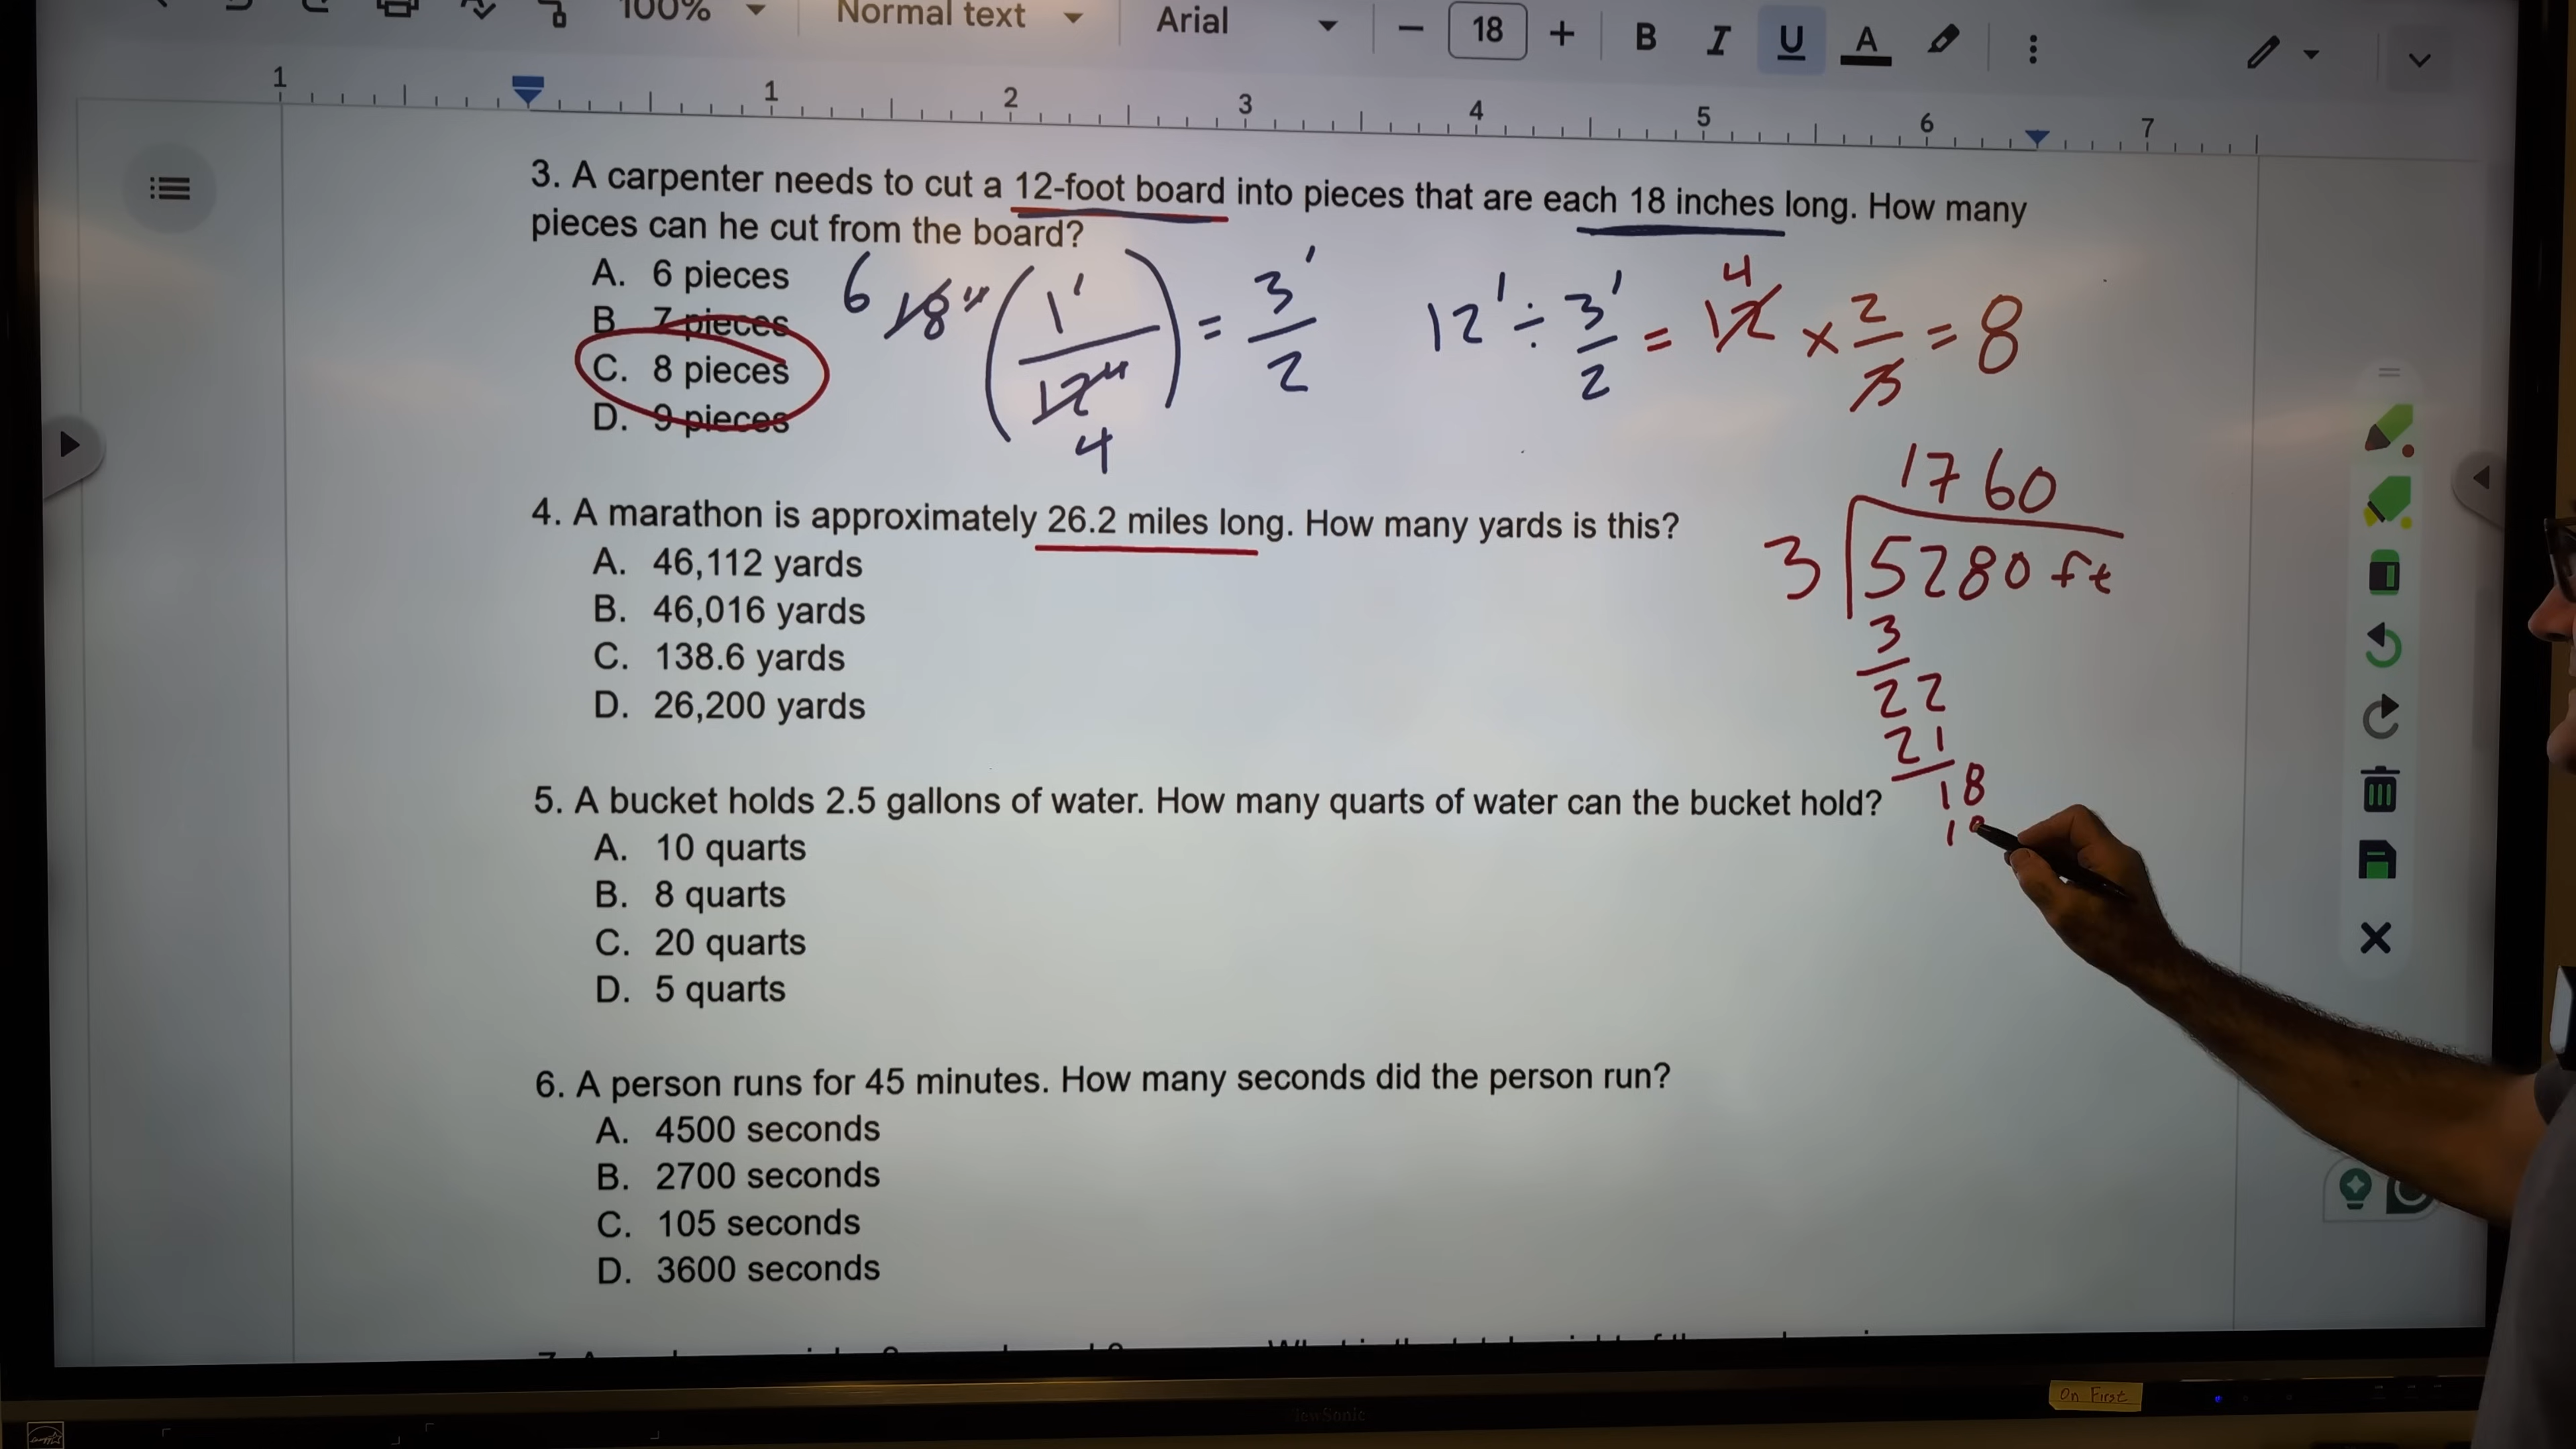 100% Normal text Arial − 18 + B I U A
1 1 2 3 4 5 6 7
3. A carpenter needs to cut a 12-foot board into pieces that are each 18 inches long. How many
pieces can he cut from the board?
A. 6 pieces
B. 7 pieces
C. 8 pieces
D. 9 pieces
6 18" (1' / 12") = 3' / 2
4
12' ÷ 3' / 2 = 12 × 2 / 3 = 8
4
4. A marathon is approximately 26.2 miles long. How many yards is this?
A. 46,112 yards
B. 46,016 yards
C. 138.6 yards
D. 26,200 yards
1760
3 5280 ft
3
22
21
18
18
5. A bucket holds 2.5 gallons of water. How many quarts of water can the bucket hold?
A. 10 quarts
B. 8 quarts
C. 20 quarts
D. 5 quarts
6. A person runs for 45 minutes. How many seconds did the person run?
A. 4500 seconds
B. 2700 seconds
C. 105 seconds
D. 3600 seconds
On First
ViewSonic